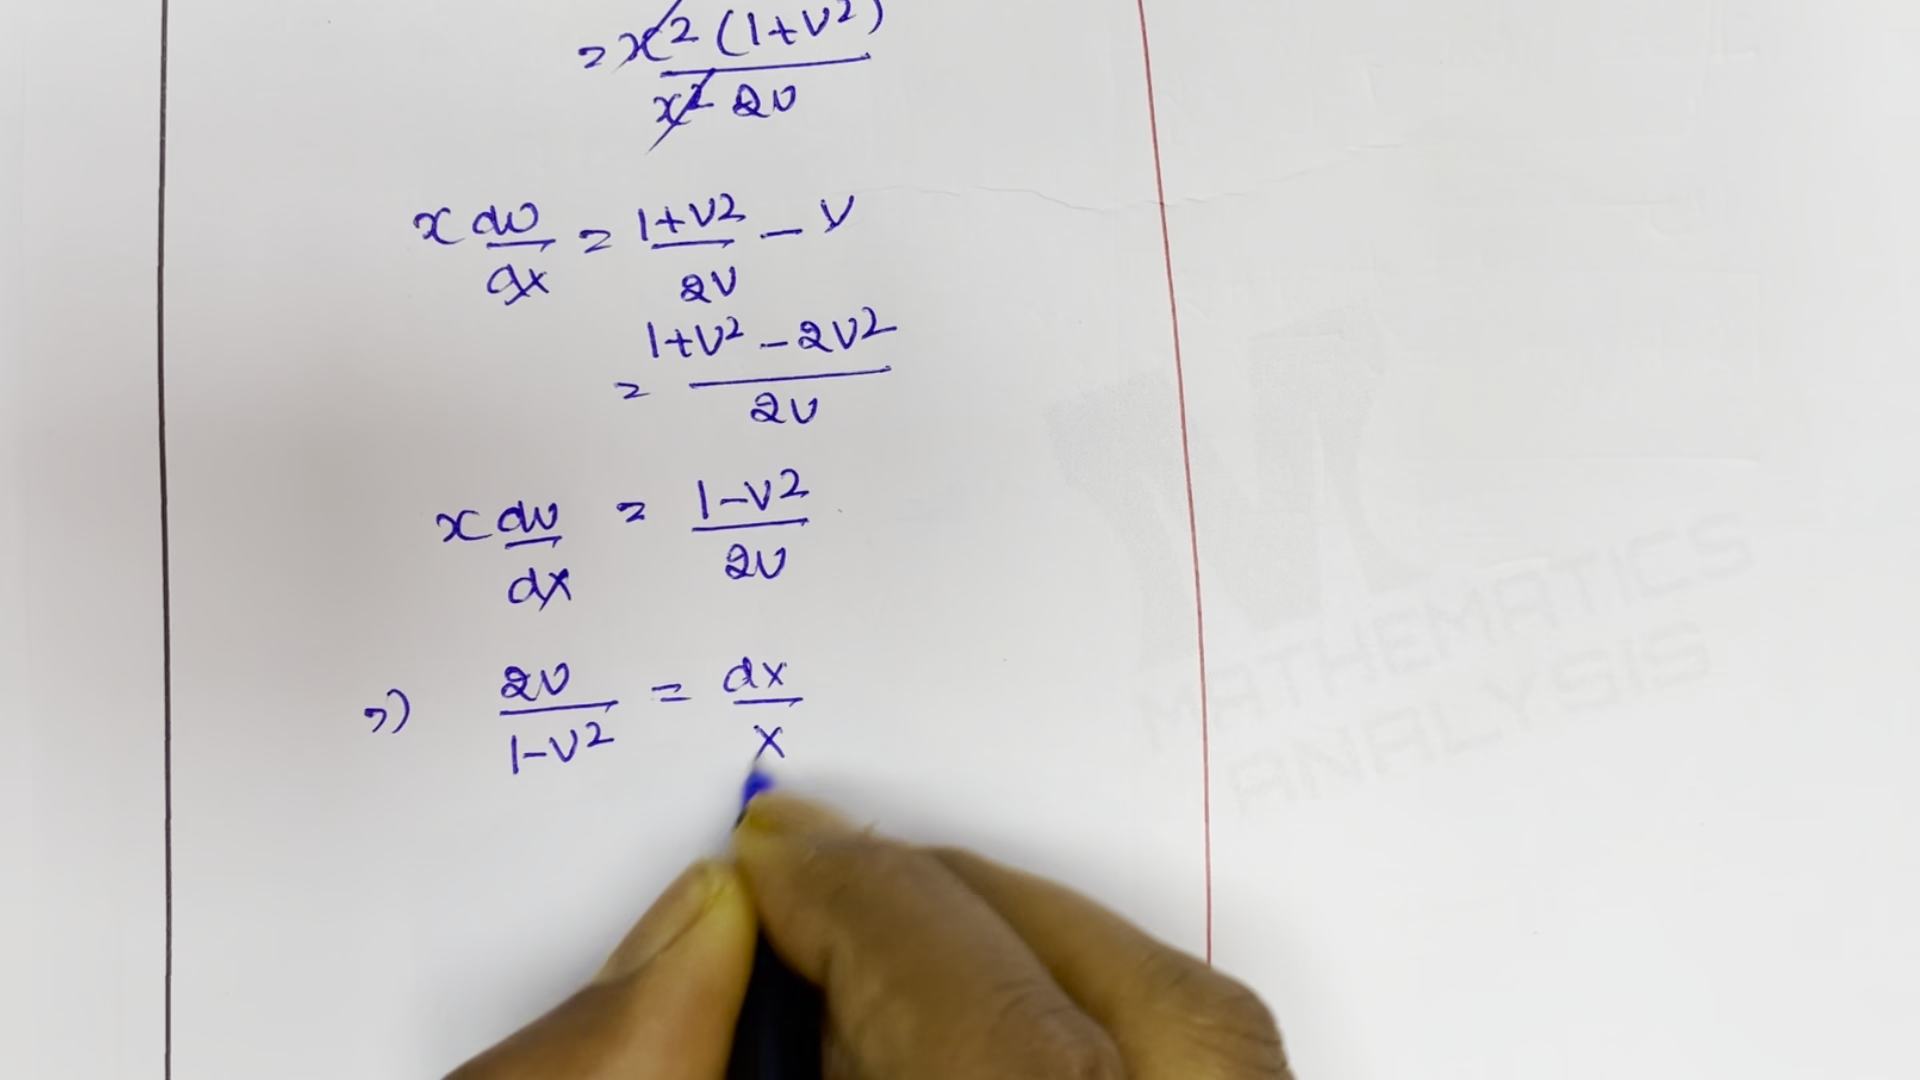 = x² (1+v²)
x² 2v
x dv/dx = 1+v²/2v - v
= 1+v² - 2v²/2v
x dv/dx = 1-v²/2v
=) 2v/1-v² = dx/x
MATHEMATICS
ANALYSIS